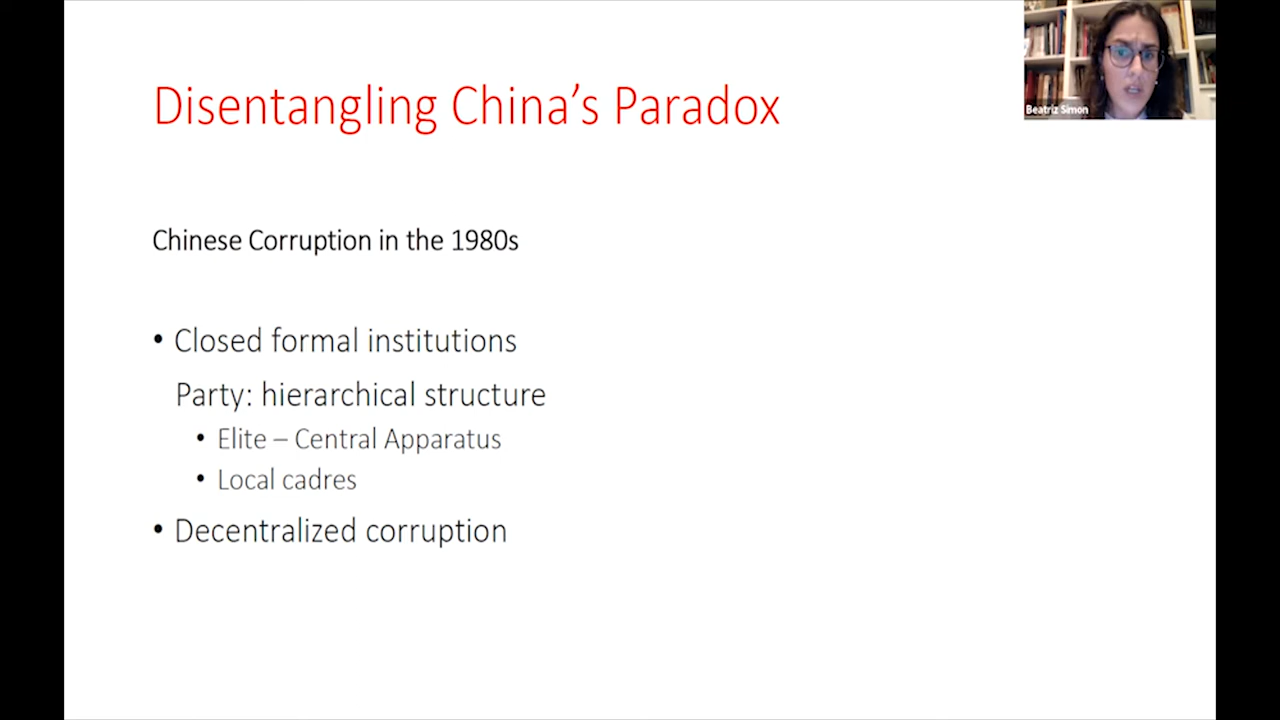 Disentangling China’s Paradox
Beatriz Simon
Chinese Corruption in the 1980s
• Closed formal institutions
Party: hierarchical structure
• Elite – Central Apparatus
• Local cadres
• Decentralized corruption